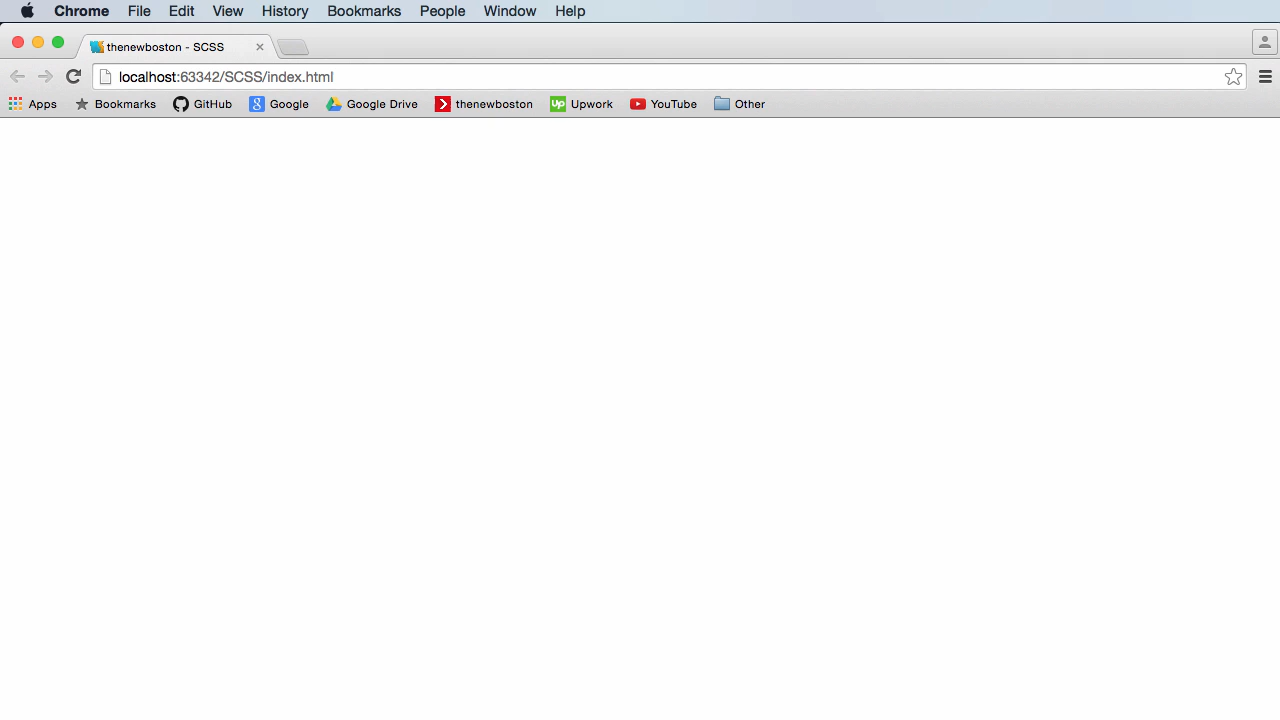 Chrome File Edit View History Bookmarks People Window Help
thenewboston - SCSS
localhost:63342/SCSS/index.html
Apps Bookmarks GitHub Google Google Drive thenewboston Up Upwork YouTube Other